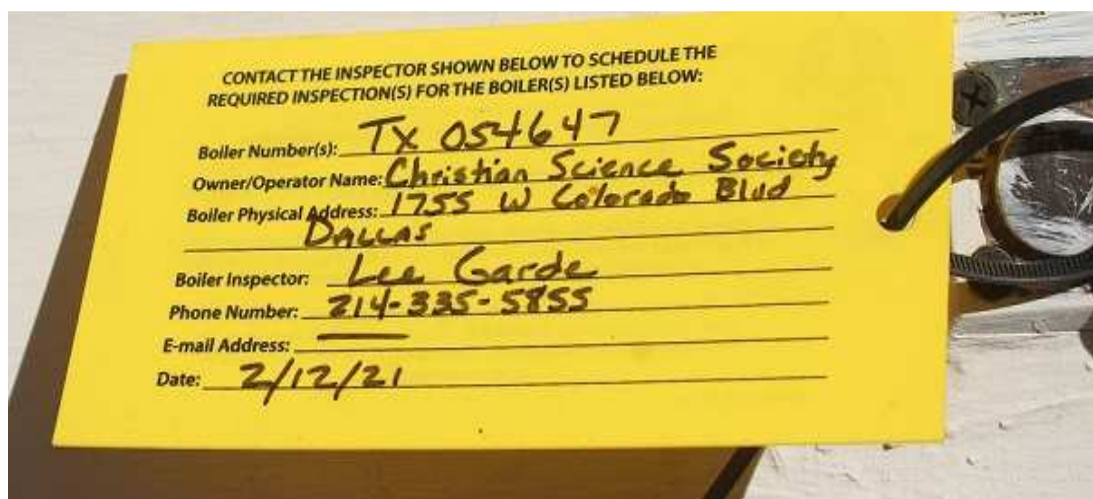 CONTACT THE INSPECTOR SHOWN BELOW TO SCHEDULE THE
REQUIRED INSPECTION(S) FOR THE BOILER(S) LISTED BELOW:
Boiler Number(s): TX 054647
Owner/Operator Name: Christian Science Society
Boiler Physical Address: 1755 W Colorado Blvd
DALLAS
Boiler Inspector: Lee Garde
Phone Number: 214-335-5855
E-mail Address: —
Date: 2/12/21